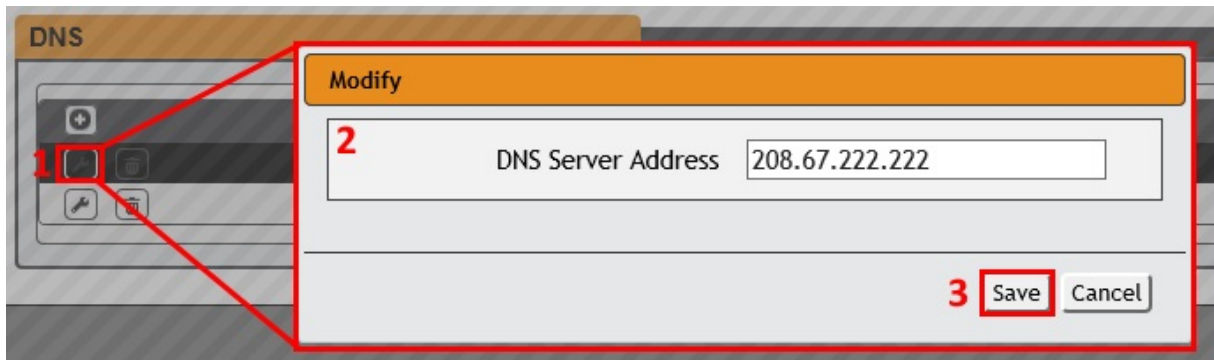 DNS
Modify
1
2
DNS Server Address 208.67.222.222
3 Save Cancel